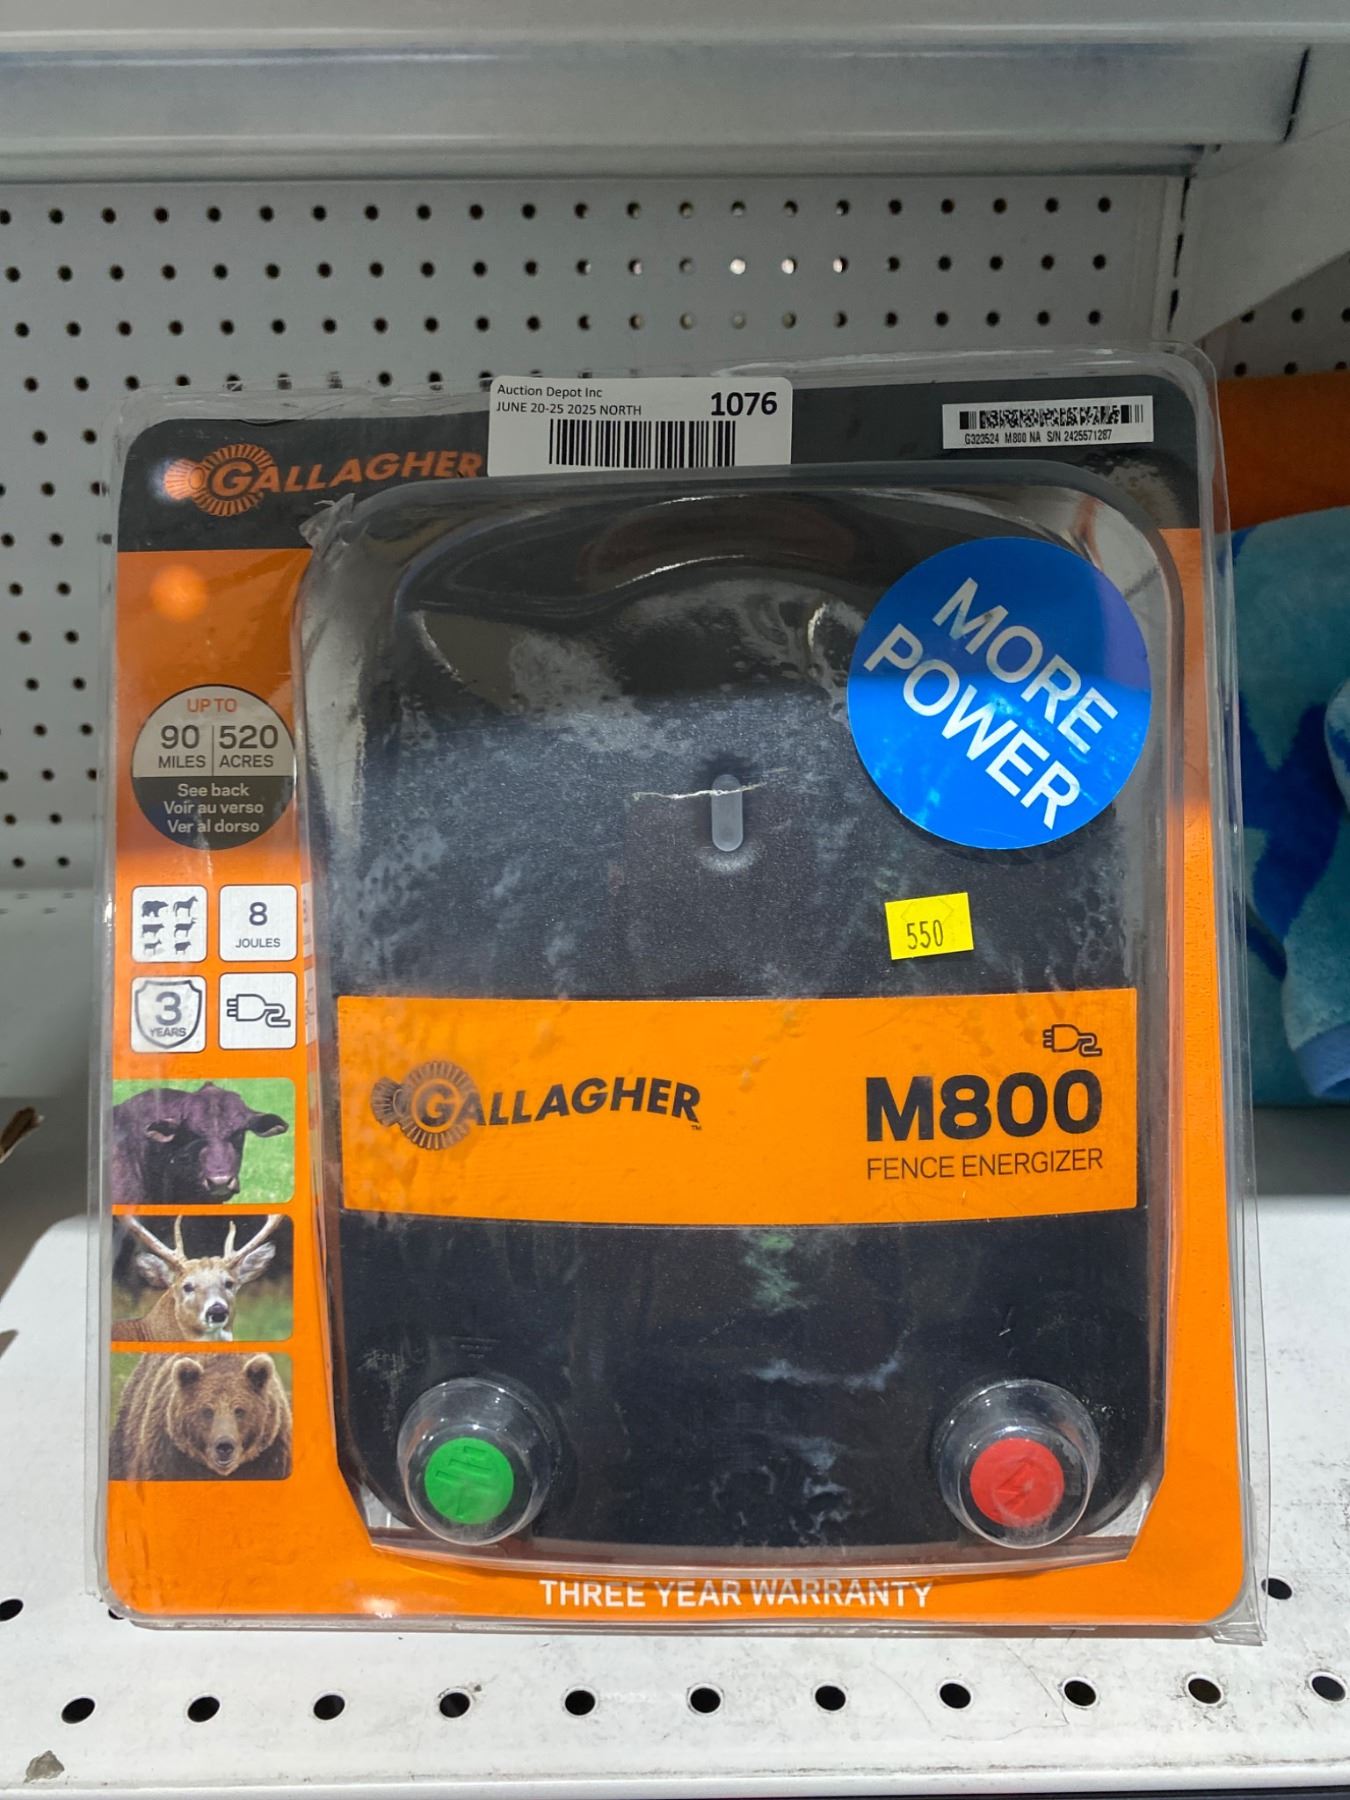 Auction Depot Inc
JUNE 20-25 2025 NORTH
1076
G323524 M800 NA S/N 2425571287
GALLAGHER
MORE
POWER
UP TO
90 MILES
520 ACRES
See back
Voir au verso
Ver al dorso
8
JOULES
3
YEARS
550
GALLAGHER™
M800
FENCE ENERGIZER
THREE YEAR WARRANTY